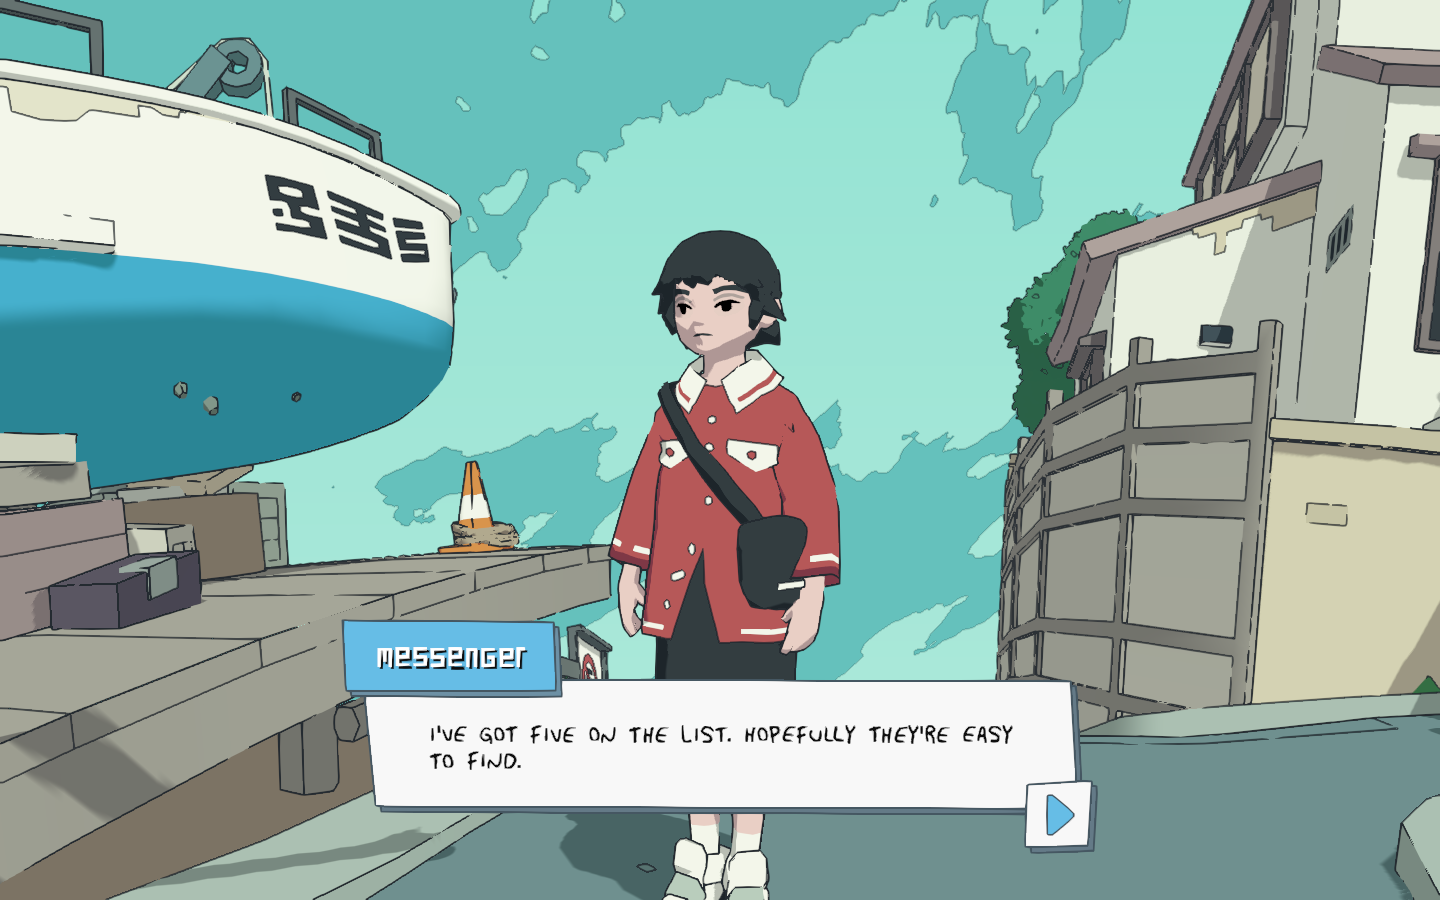 messenger
I'VE GOT FIVE ON THE LIST. HOPEFULLY THEY'RE EASY
TO FIND.